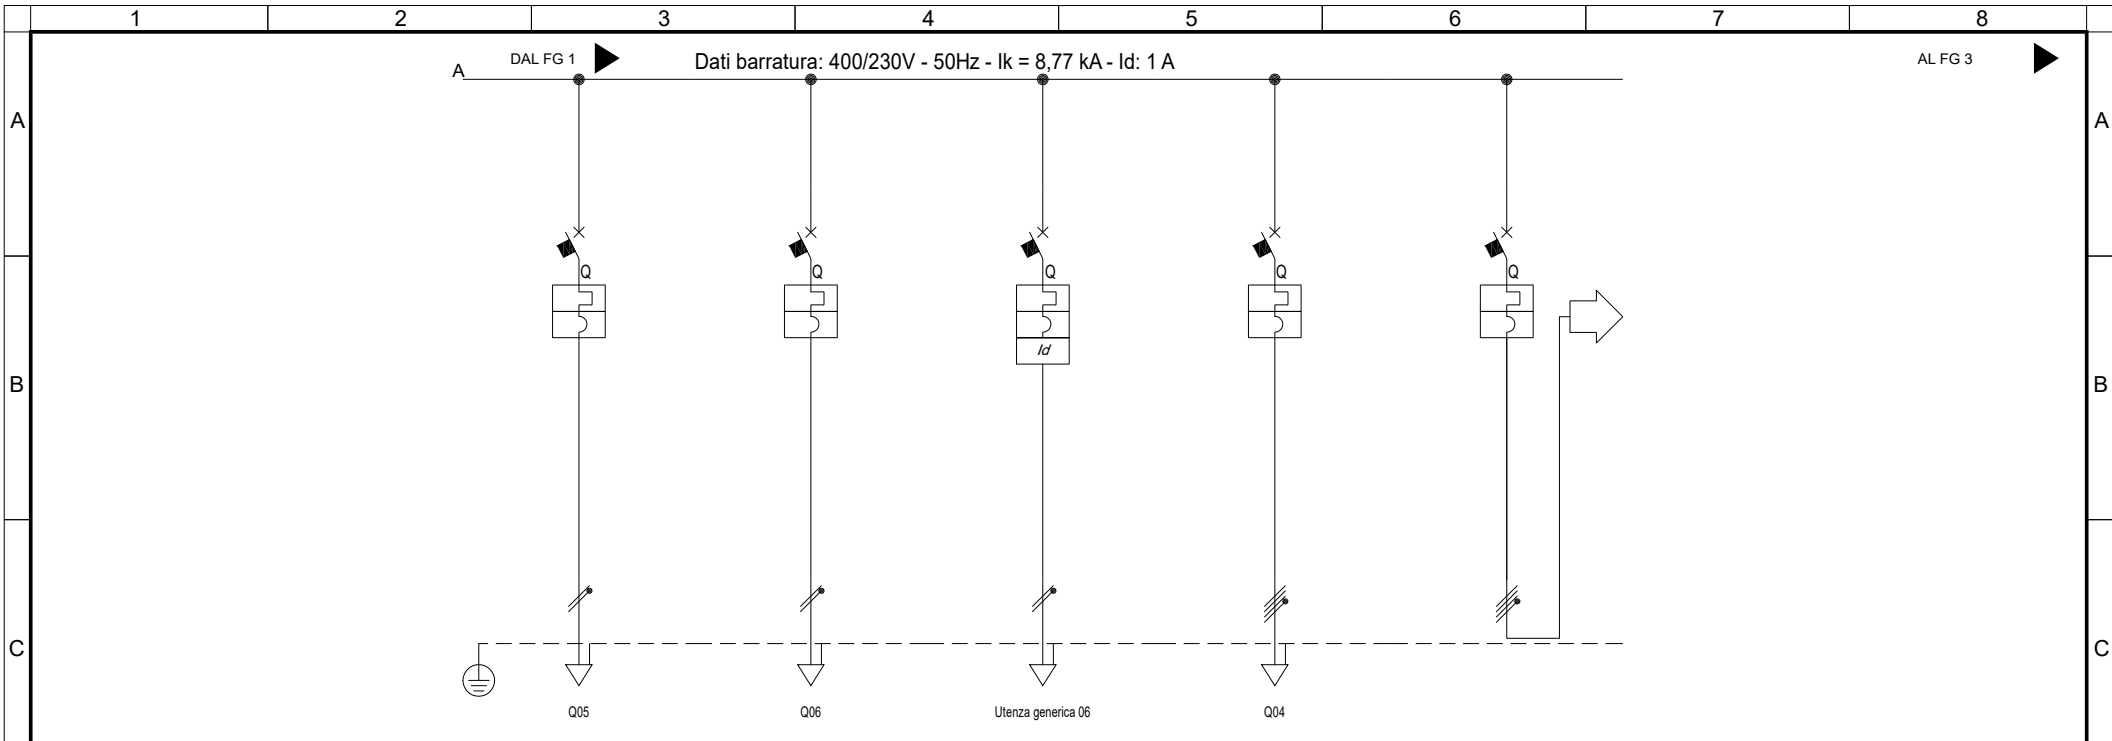 1 2 3 4 5 6 7 8
DAL FG 1 Dati barratura: 400/230V - 50Hz - Ik = 8,77 kA - Id: 1 A AL FG 3
A
A A
Q Q Q Q Q
Id
B B
C C
Q05 Q06 Utenza generica 06 Q04